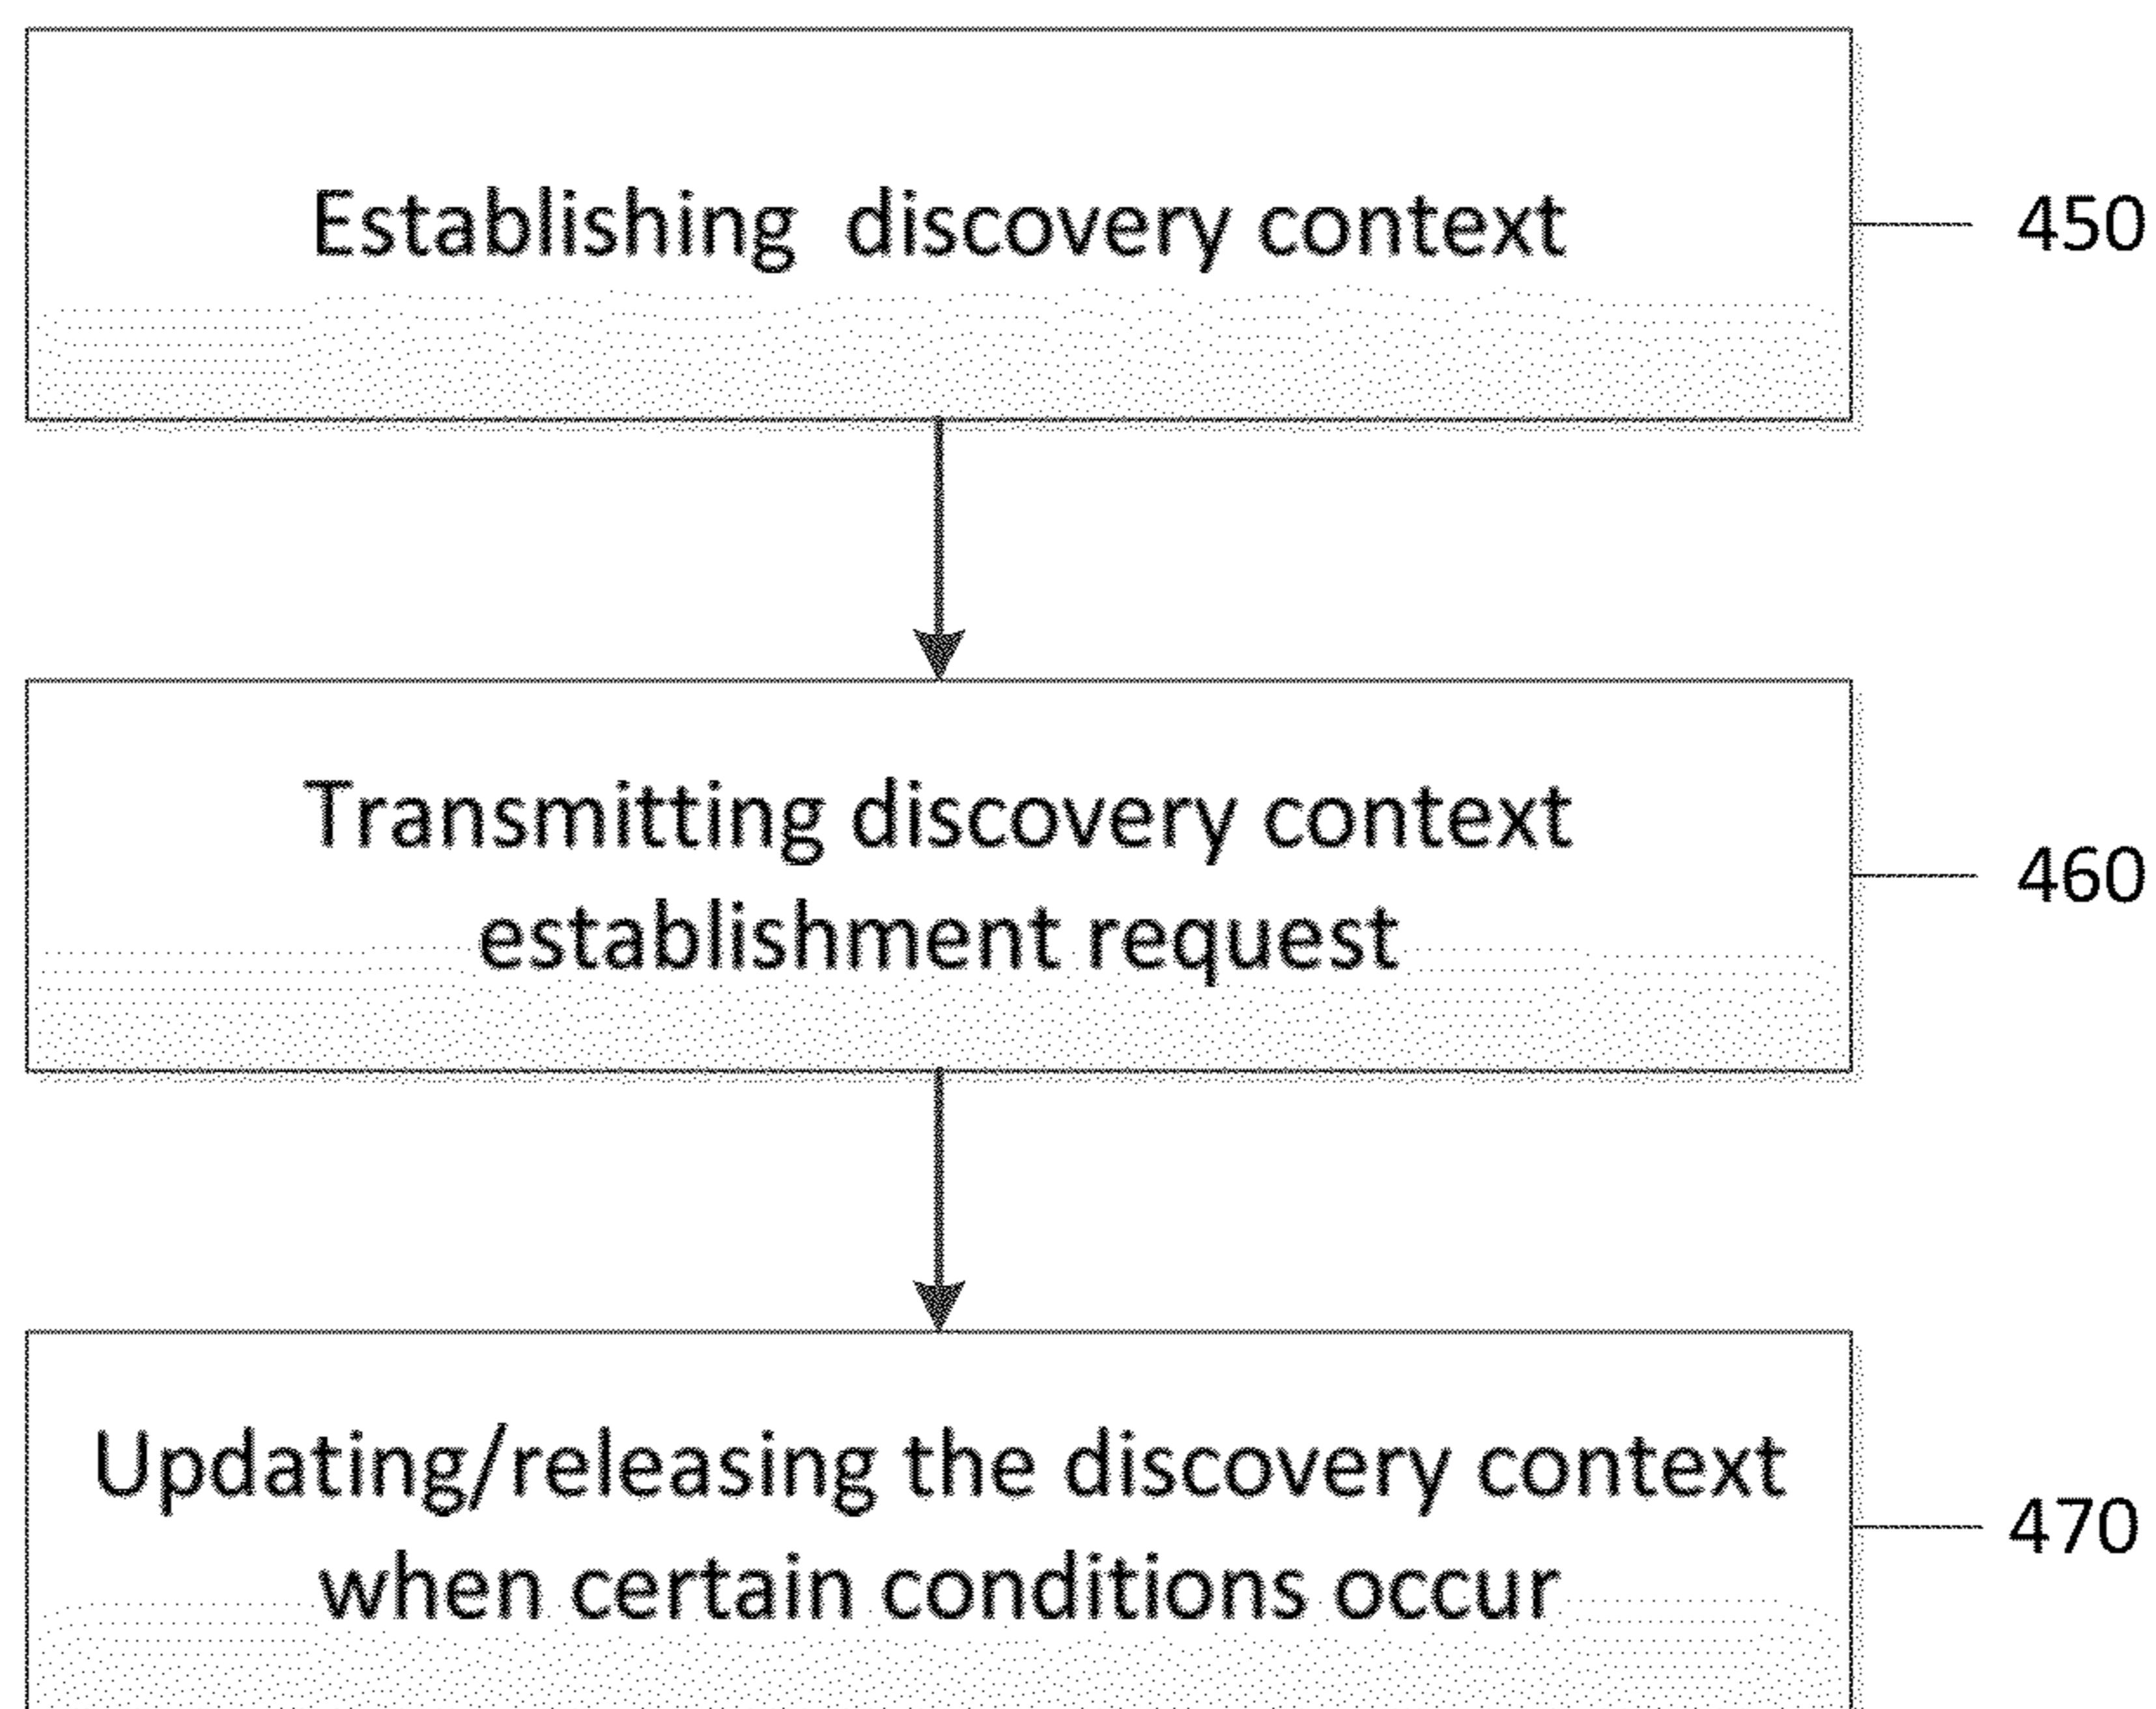 Establishing discovery context
450
Transmitting discovery context
establishment request
460
Updating/releasing the discovery context
when certain conditions occur
470